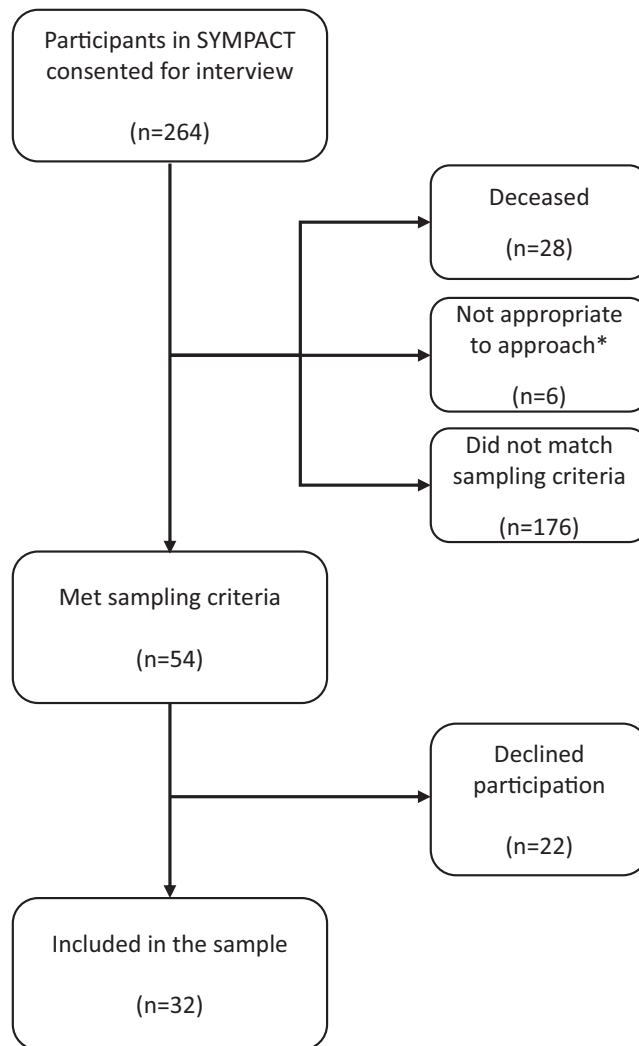 Participants in SYMPACT
consented for interview
(n=264)
Deceased
(n=28)
Not appropriate
to approach*
(n=6)
Did not match
sampling criteria
(n=176)
Met sampling criteria
(n=54)
Declined
participation
(n=22)
Included in the sample
(n=32)